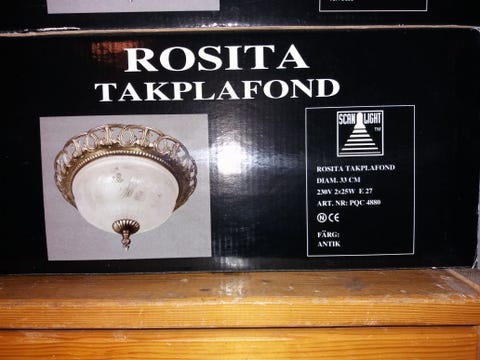 ROSITA
TAKPLAFOND
SCAN LIGHT
TM
ROSITA TAKPLAFOND
DIAM. 33 CM
230V 2x25W E 27
ART. NR: PQC 4880
N CE
FÄRG:
ANTIK